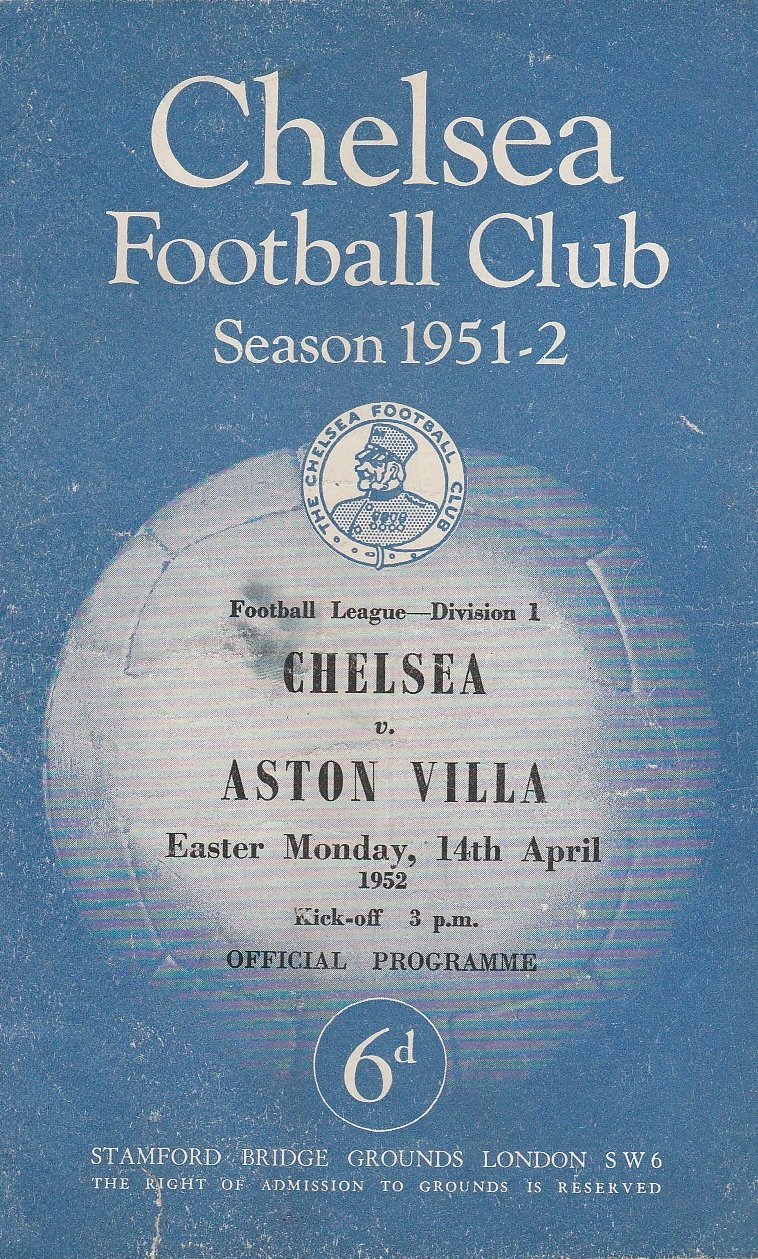 Chelsea
Football Club
Season 1951-2
THE CHELSEA FOOTBALL CLUB
Football League—Division 1
CHELSEA
v.
ASTON VILLA
Easter Monday, 14th April
1952
Kick-off 3 p.m.
OFFICIAL PROGRAMME
6d
STAMFORD BRIDGE GROUNDS LONDON SW6
THE RIGHT OF ADMISSION TO GROUNDS IS RESERVED